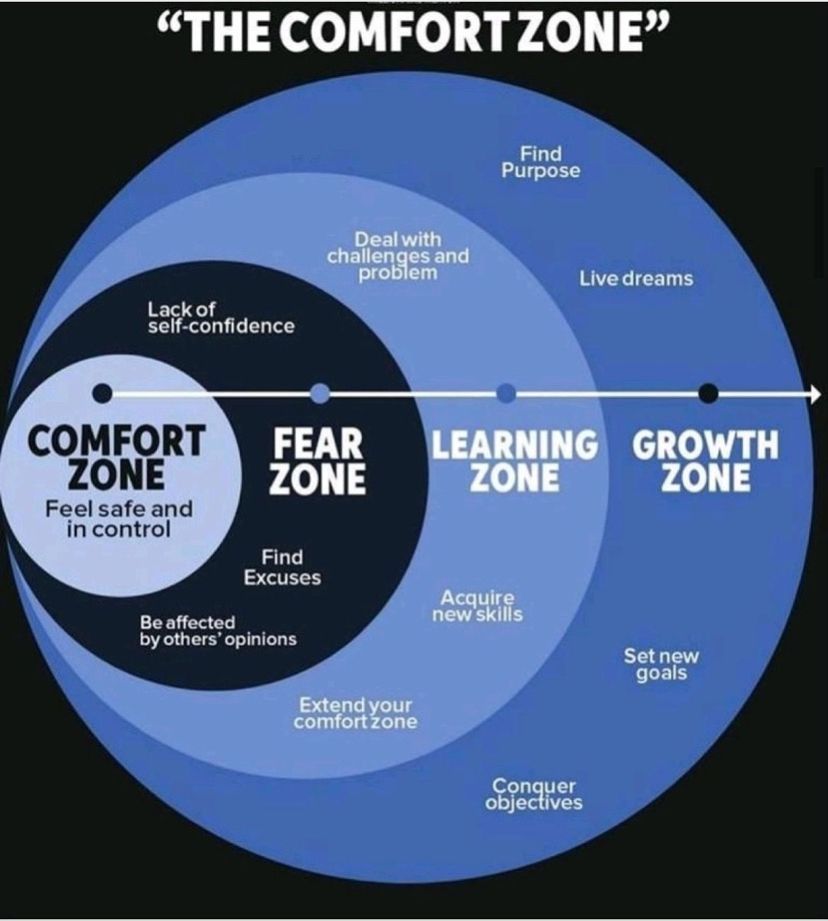 “THE COMFORT ZONE”
Find
Purpose
Deal with
challenges and
problem
Live dreams
Lack of
self-confidence
COMFORT
ZONE
Feel safe and
in control
FEAR
ZONE
LEARNING
ZONE
GROWTH
ZONE
Find
Excuses
Be affected
by others’ opinions
Acquire
new skills
Set new
goals
Extend your
comfort zone
Conquer
objectives